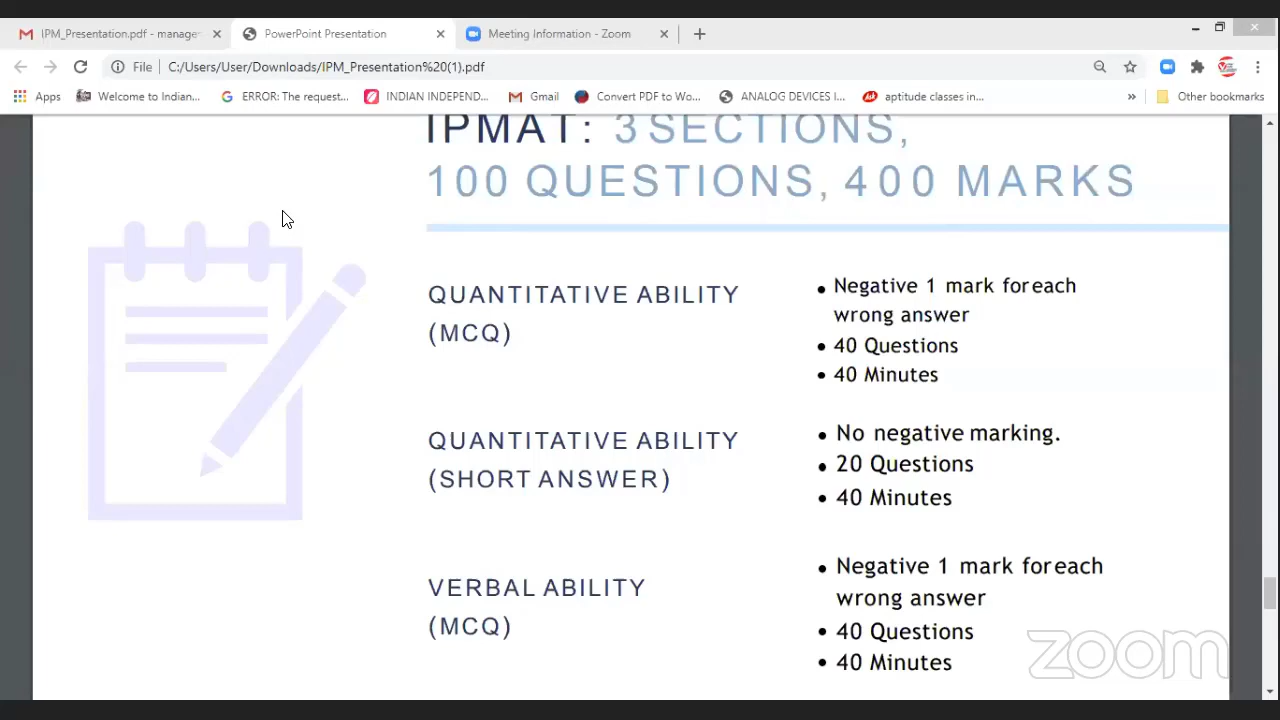 IPM_Presentation.pdf - manage
PowerPoint Presentation
Meeting Information - Zoom
File
C:/Users/User/Downloads/IPM_Presentation%20(1).pdf
Apps
Welcome to Indian...
ERROR: The request...
INDIAN INDEPEND...
Gmail
Convert PDF to Wo...
ANALOG DEVICES I...
aptitude classes in...
»
Other bookmarks
IPMAT: 3 SECTIONS,
100 QUESTIONS, 400 MARKS
QUANTITATIVE ABILITY
(MCQ)
• Negative 1 mark foreach
wrong answer
• 40 Questions
• 40 Minutes
QUANTITATIVE ABILITY
(SHORT ANSWER)
• No negative marking.
• 20 Questions
• 40 Minutes
VERBAL ABILITY
(MCQ)
• Negative 1 mark foreach
wrong answer
• 40 Questions
• 40 Minutes
zoom